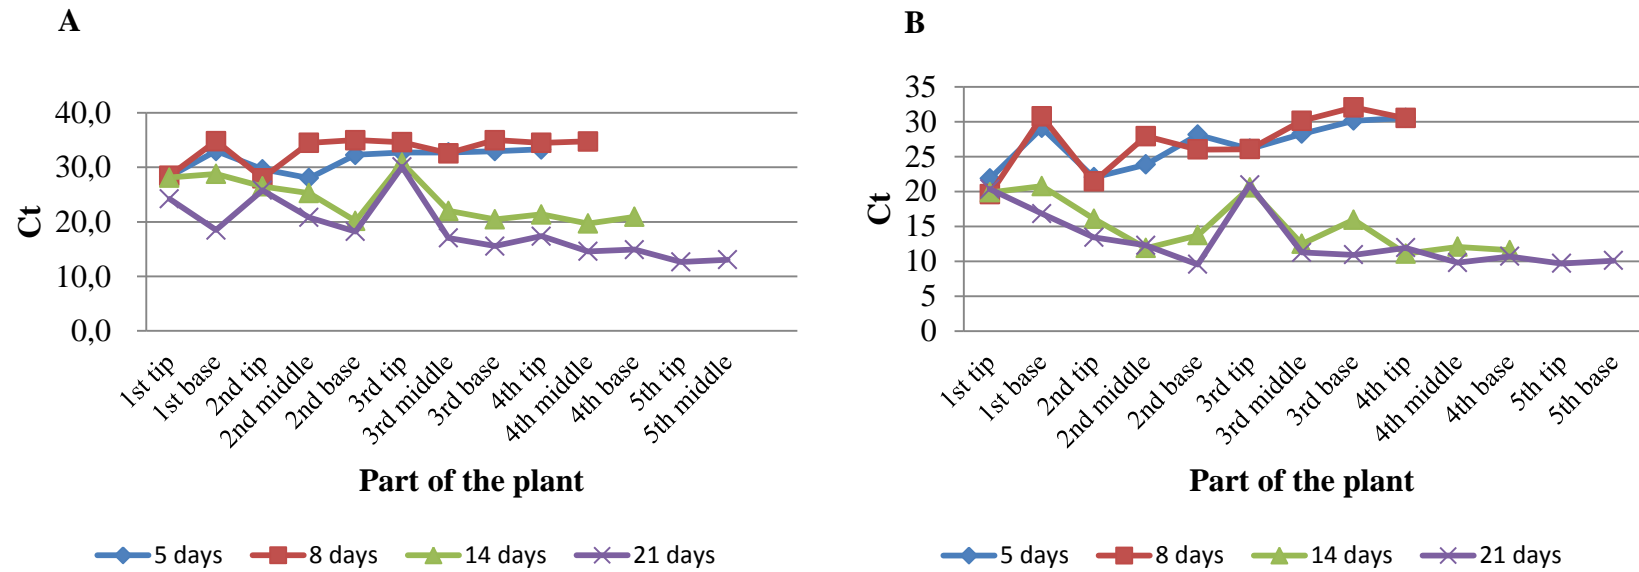 A
40,0
30,0
20,0
10,0
0,0
Ct
1st tip
1st base
2nd tip
2nd middle
2nd base
3rd tip
3rd middle
3rd base
4th tip
4th middle
4th base
5th tip
5th middle
Part of the plant
5 days 8 days 14 days 21 days
B
35
30
25
20
15
10
5
0
Ct
1st tip
1st base
2nd tip
2nd middle
2nd base
3rd tip
3rd middle
3rd base
4th tip
4th middle
4th base
5th tip
5th base
Part of the plant
5 days 8 days 14 days 21 days